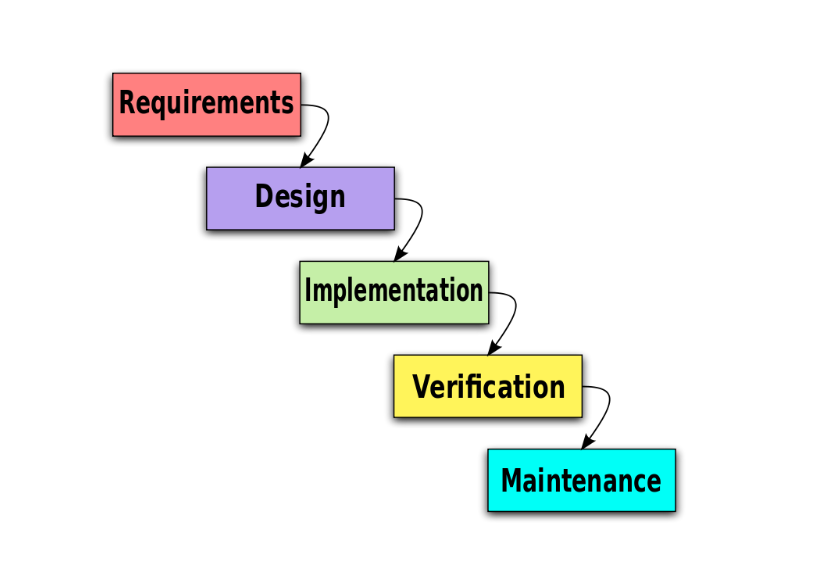 Requirements
Design
Implementation
Verification
Maintenance